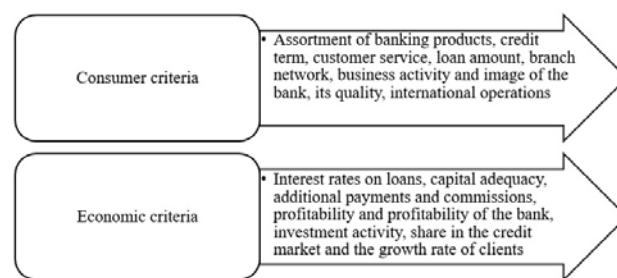 Consumer criteria
• Assortment of banking products, credit
term, customer service, loan amount, branch
network, business activity and image of the
bank, its quality, international operations
Economic criteria
• Interest rates on loans, capital adequacy,
additional payments and commissions,
profitability and profitability of the bank,
investment activity, share in the credit
market and the growth rate of clients